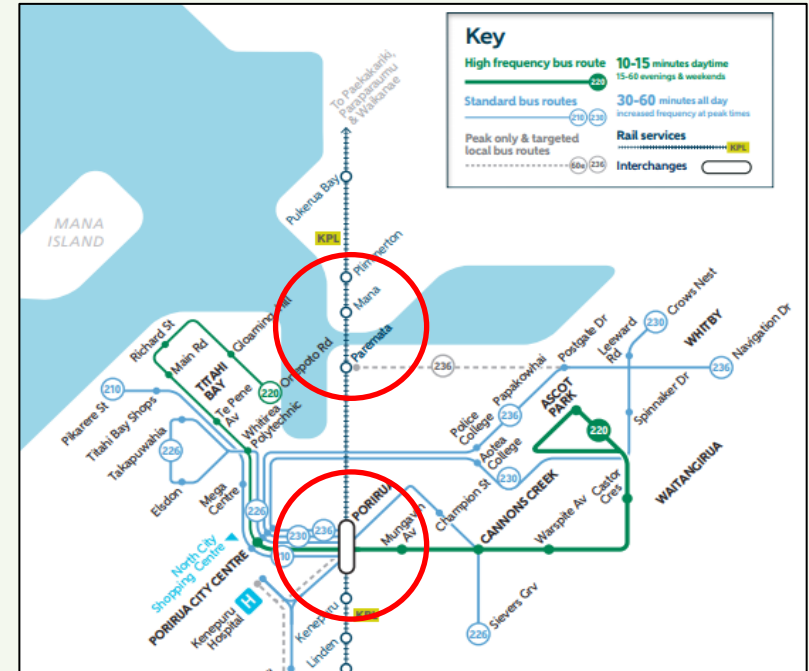 Key
High frequency bus route
220
10-15 minutes daytime
15-60 evenings & weekends
Standard bus routes
210 230
30-60 minutes all day
increased frequency at peak times
Peak only & targeted
local bus routes
60e 236
Rail services
KPL
Interchanges
To Paekakariki,
Paraparaumu
& Waikanae
Pukerua Bay
KPL
MANA
ISLAND
Plimmerton
Mana
Paremata
236
Richard St
Main Rd
Gloaming Hill
Onepoto Rd
220
TITAHI
BAY
Te Pene
Av
Whitirea
Polytechnic
210
Pikarere St
Titahi Bay Shops
Takapuwahia
226
Elsdon
Mega
Centre
226
230
236
210
North City
Shopping Centre
PORIRUA CITY CENTRE
H
Kenepuru
Hospital
PORIRUA
Kenepuru
KPL
Linden
Mungavin
Av
Champion St
CANNONS CREEK
Warspite Av
Castor
Cres
Sievers Grv
226
Police
College
Papakowhai
236
Aotea
College
230
Postgate Dr
ASCOT
PARK
220
Leeward
Rd
230
Crows Nest
WHITBY
236
Navigation Dr
Spinnaker Dr
WAITANGIRUA